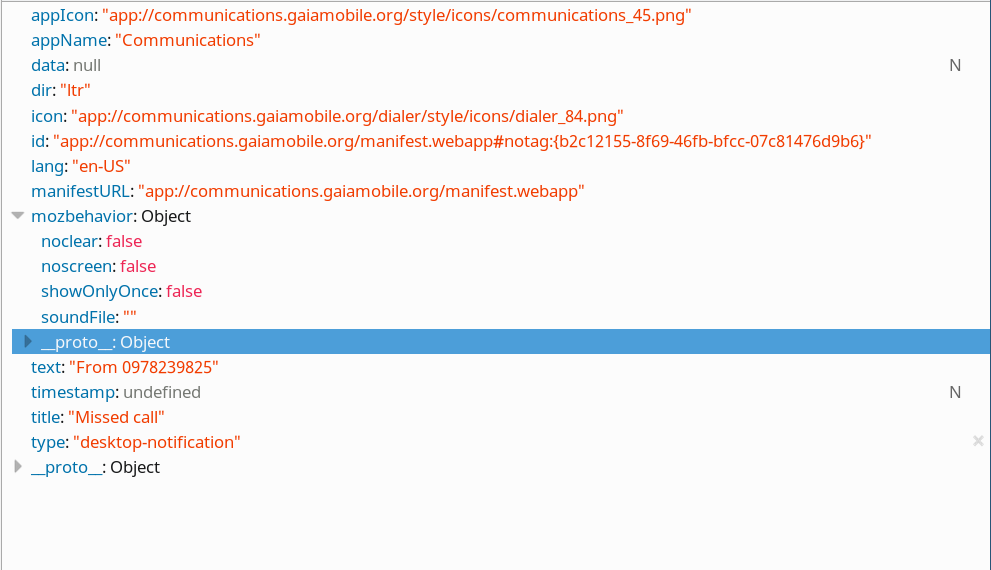 appIcon: "app://communications.gaiamobile.org/style/icons/communications_45.png"
appName: "Communications"
data: null N
dir: "ltr"
icon: "app://communications.gaiamobile.org/dialer/style/icons/dialer_84.png"
id: "app://communications.gaiamobile.org/manifest.webapp#notag:{b2c12155-8f69-46fb-bfcc-07c81476d9b6}"
lang: "en-US"
manifestURL: "app://communications.gaiamobile.org/manifest.webapp"
mozbehavior: Object
noclear: false
noscreen: false
showOnlyOnce: false
soundFile: ""
__proto__: Object
text: "From 0978239825"
timestamp: undefined N
title: "Missed call"
type: "desktop-notification"
__proto__: Object